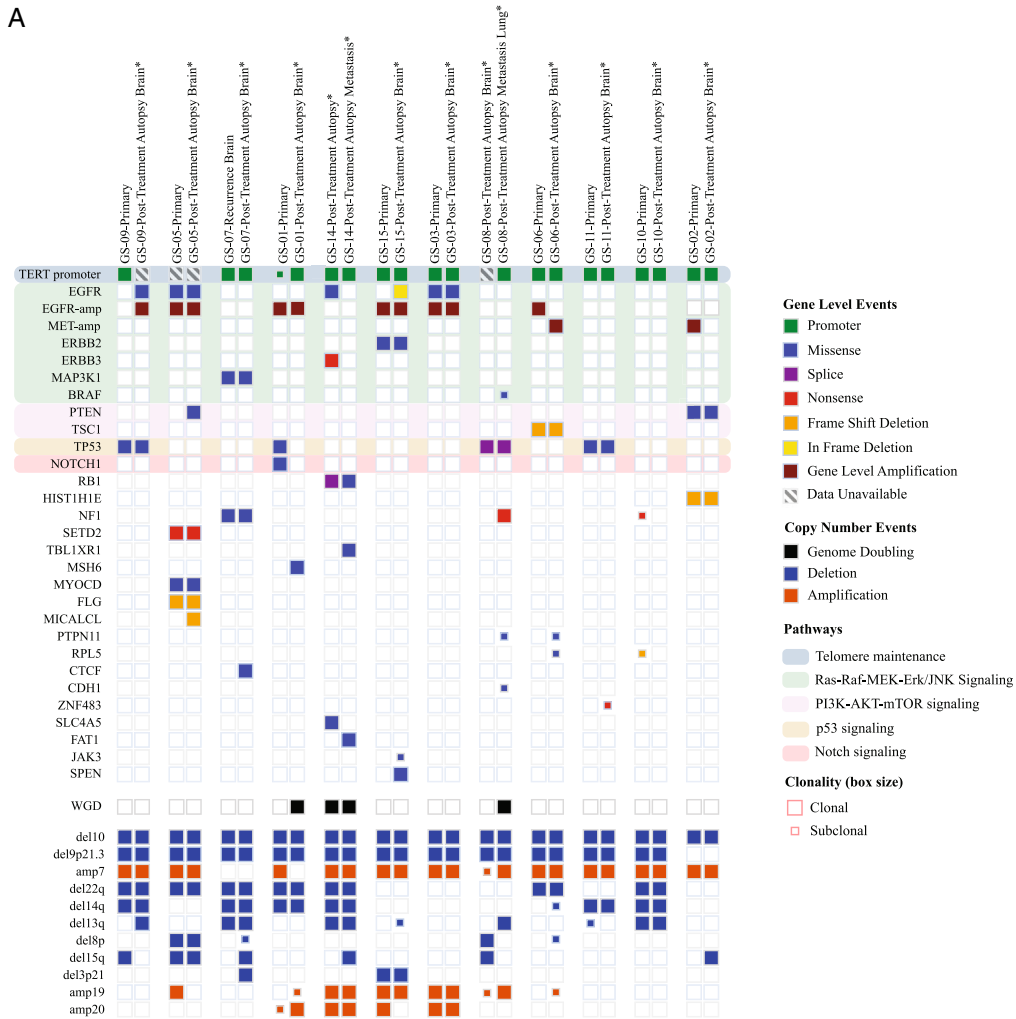 A
GS-09-Primary
GS-09-Post-Treatment Autopsy Brain*
GS-05-Primary
GS-05-Post-Treatment Autopsy Brain*
GS-07-Recurrence Brain
GS-07-Post-Treatment Autopsy Brain*
GS-01-Primary
GS-01-Post-Treatment Autopsy Brain*
GS-14-Post-Treatment Autopsy*
GS-14-Post-Treatment Autopsy Metastasis*
GS-15-Primary
GS-15-Post-Treatment Autopsy Brain*
GS-03-Primary
GS-03-Post-Treatment Autopsy Brain*
GS-08-Post-Treatment Autopsy Brain*
GS-08-Post-Treatment Autopsy Metastasis Lung*
GS-06-Primary
GS-06-Post-Treatment Autopsy Brain*
GS-11-Primary
GS-11-Post-Treatment Autopsy Brain*
GS-10-Primary
GS-10-Post-Treatment Autopsy Brain*
GS-02-Primary
GS-02-Post-Treatment Autopsy Brain*
TERT promoter
EGFR
EGFR-amp
MET-amp
ERBB2
ERBB3
MAP3K1
BRAF
PTEN
TSC1
TP53
NOTCH1
RB1
HIST1H1E
NF1
SETD2
TBL1XR1
MSH6
MYOCD
FLG
MICALCL
PTPN11
RPL5
CTCF
CDH1
ZNF483
SLC4A5
FAT1
JAK3
SPEN
WGD
del10
del9p21.3
amp7
del22q
del14q
del13q
del8p
del15q
del3p21
amp19
amp20
Gene Level Events
Promoter
Missense
Splice
Nonsense
Frame Shift Deletion
In Frame Deletion
Gene Level Amplification
Data Unavailable
Copy Number Events
Genome Doubling
Deletion
Amplification
Pathways
Telomere maintenance
Ras-Raf-MEK-Erk/JNK Signaling
PI3K-AKT-mTOR signaling
p53 signaling
Notch signaling
Clonality (box size)
Clonal
Subclonal